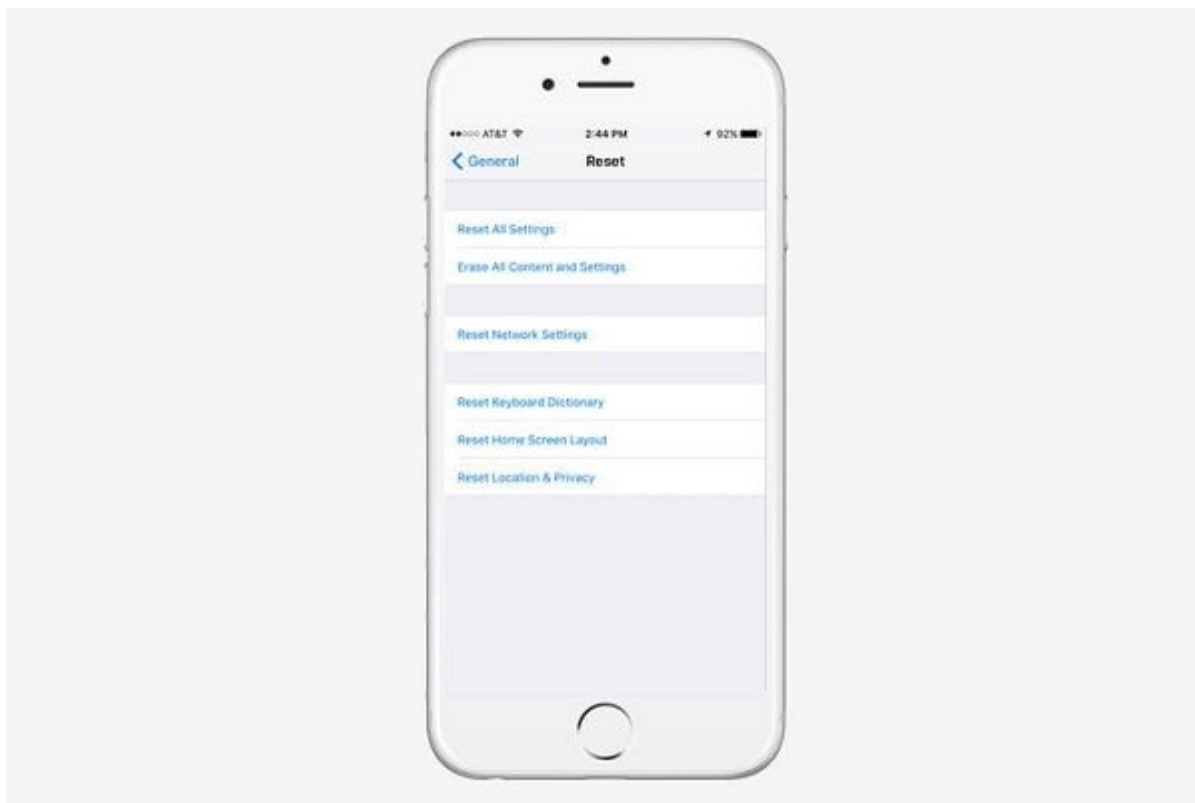 AT&T 2:44 PM 92%
General Reset
Reset All Settings
Erase All Content and Settings
Reset Network Settings
Reset Keyboard Dictionary
Reset Home Screen Layout
Reset Location & Privacy